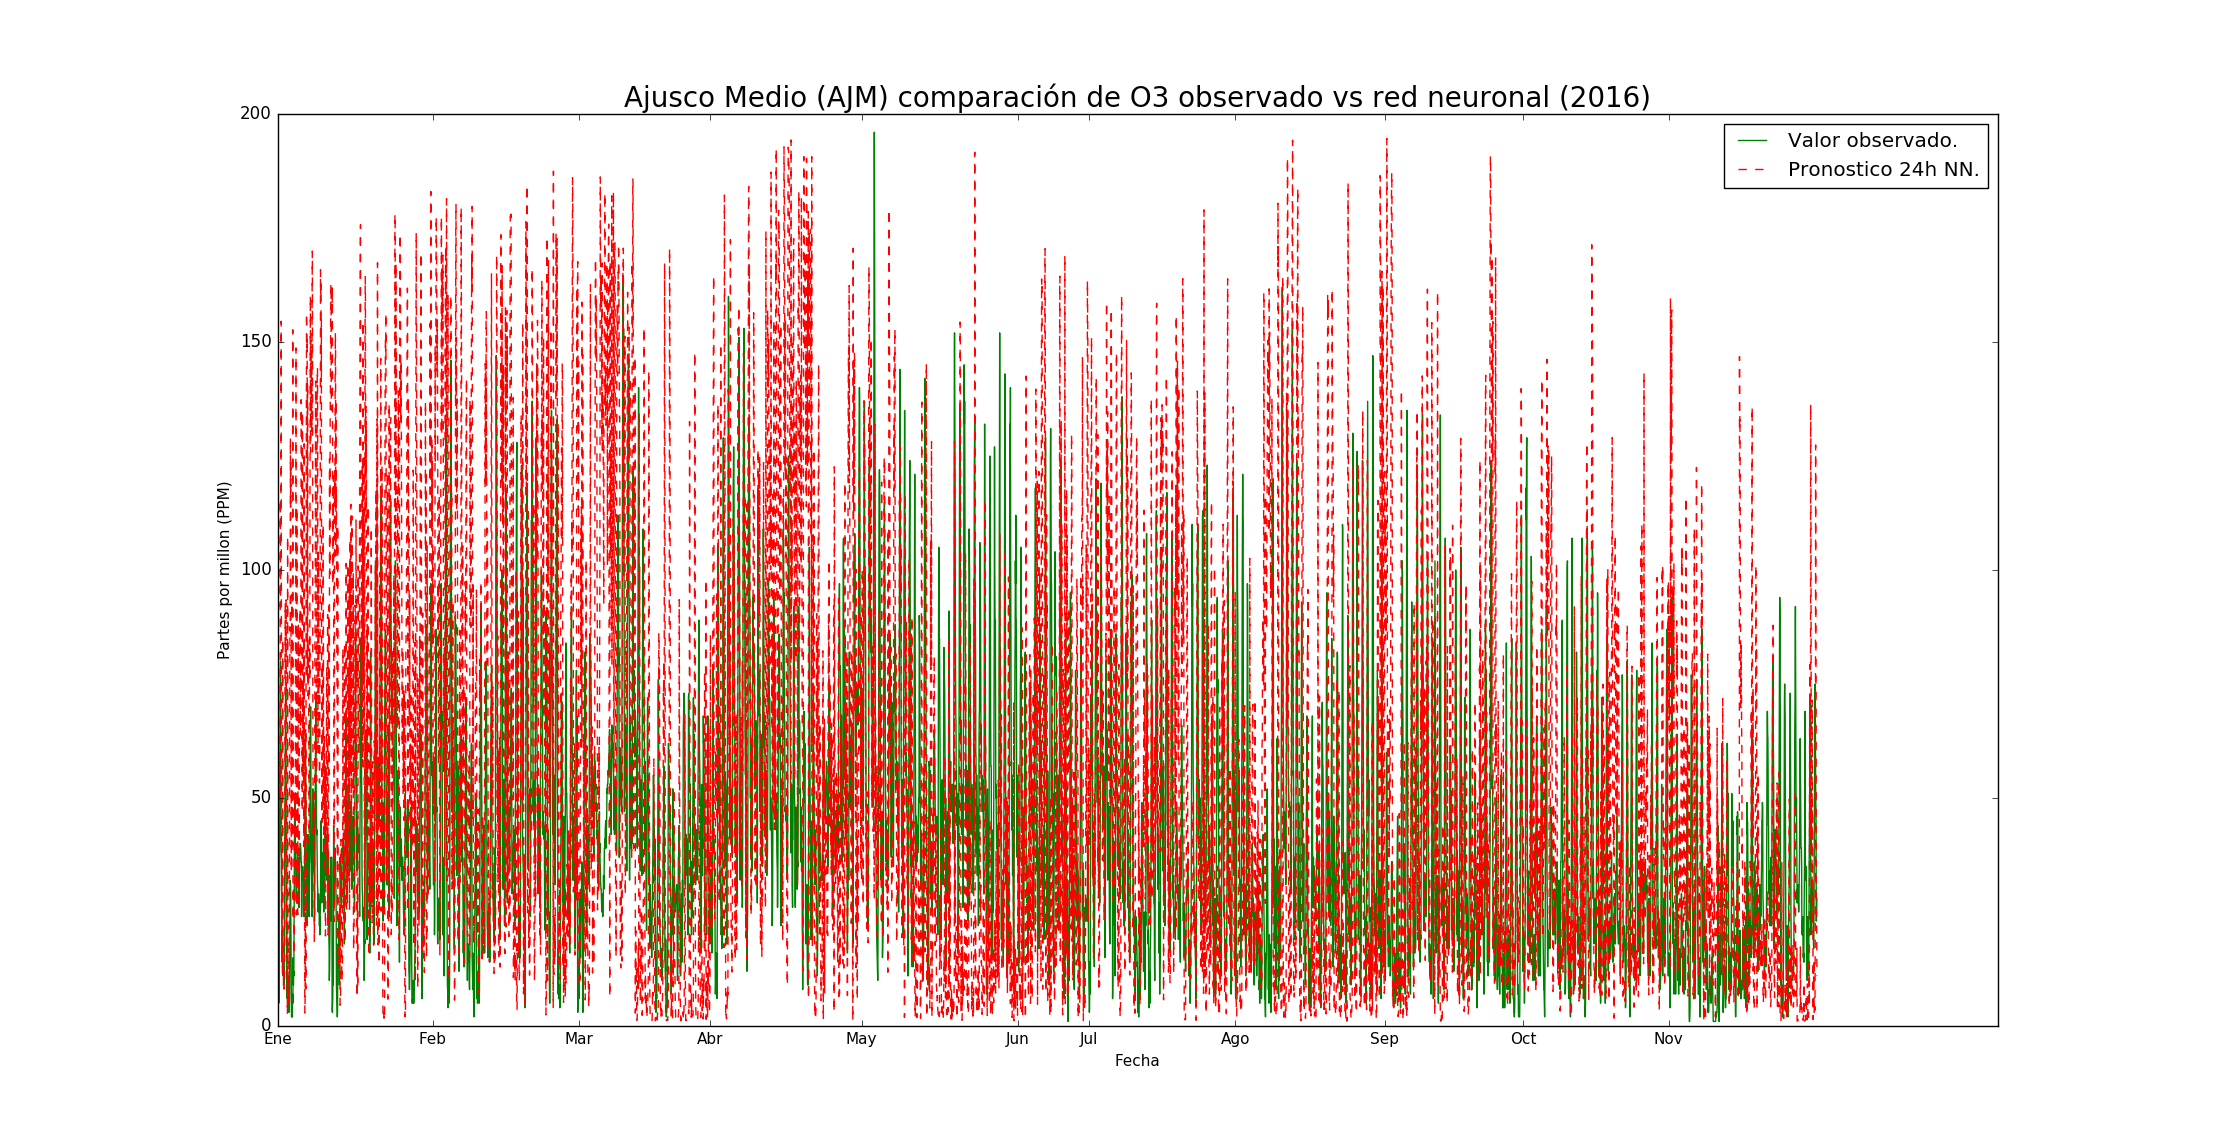 Ajusco Medio (AJM) comparación de O3 observado vs red neuronal (2016)
200
150
100
50
0
Partes por millon (PPM)
Valor observado.
Pronostico 24h NN.
Ene Feb Mar Abr May Jun Jul Ago Sep Oct Nov
Fecha